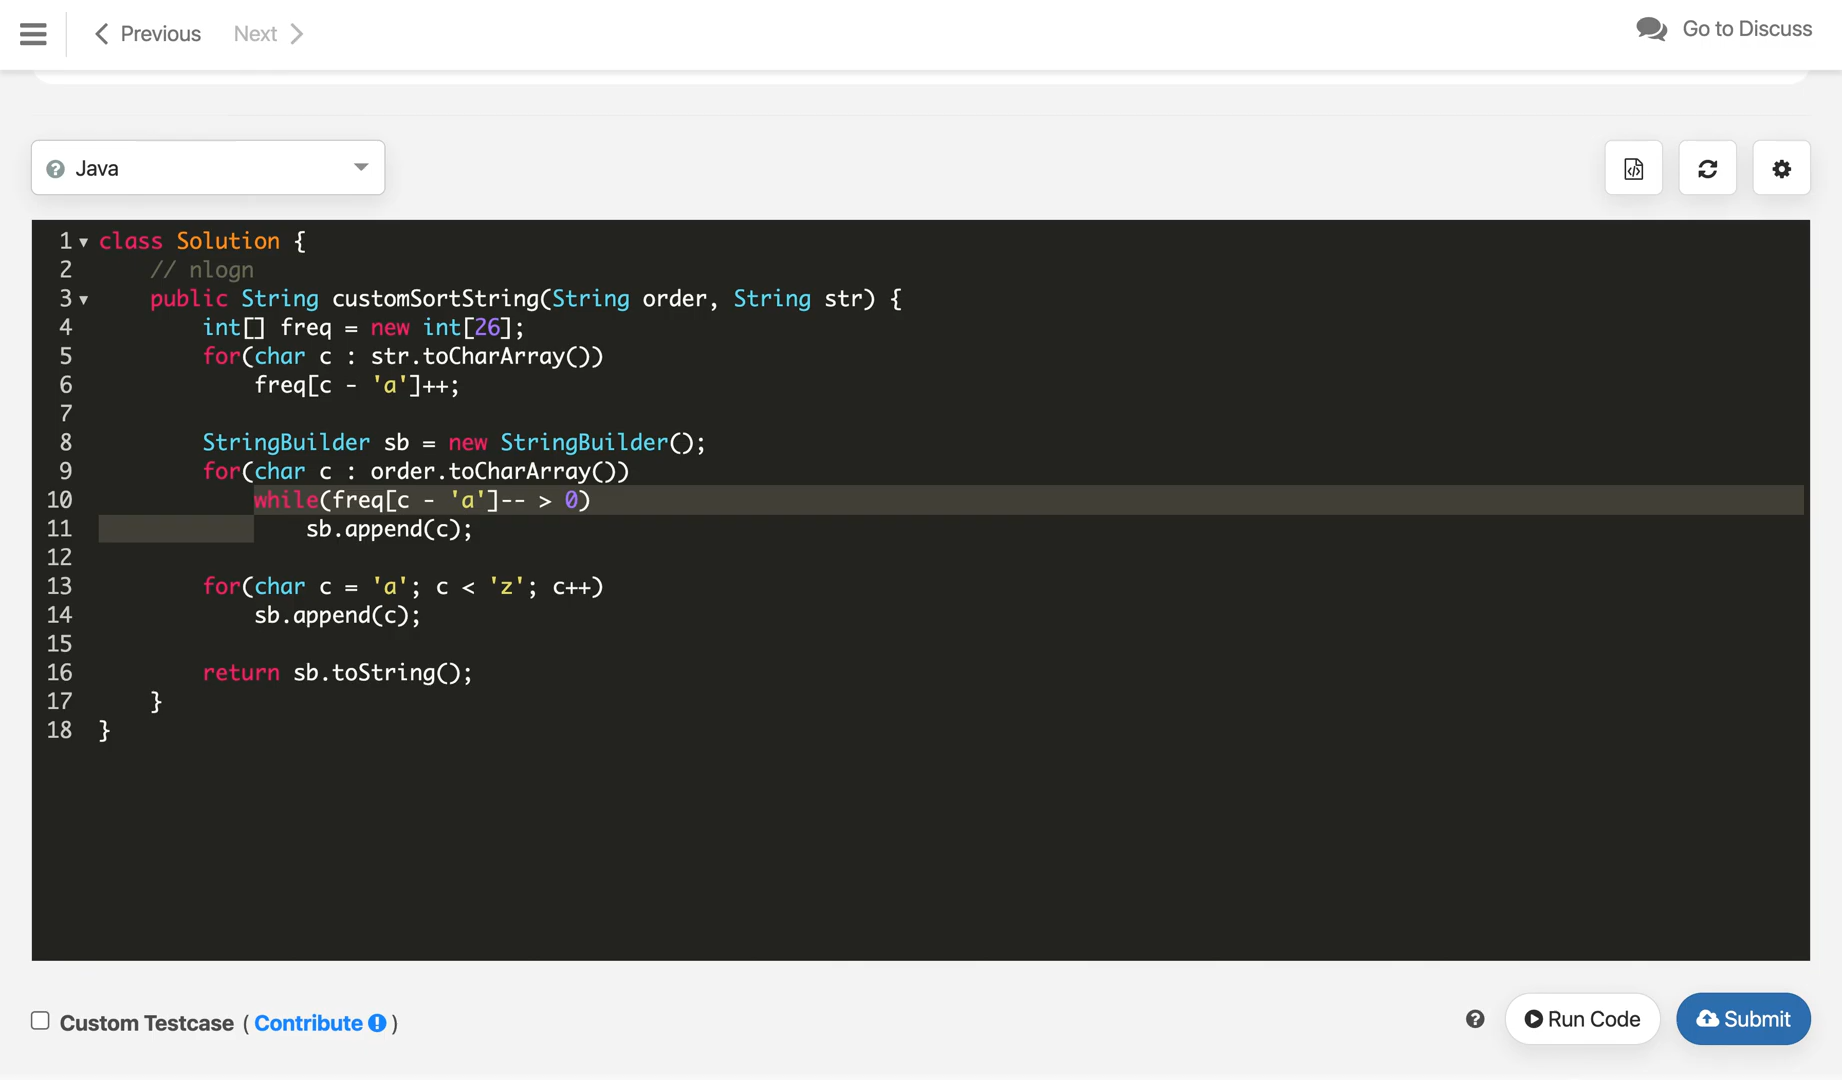 Previous Next Go to Discuss
Java
1 class Solution {
2     // nlogn
3     public String customSortString(String order, String str) {
4         int[] freq = new int[26];
5         for(char c : str.toCharArray())
6             freq[c - 'a']++;
7
8         StringBuilder sb = new StringBuilder();
9         for(char c : order.toCharArray())
10             while(freq[c - 'a']-- > 0)
11                 sb.append(c);
12
13         for(char c = 'a'; c < 'z'; c++)
14             sb.append(c);
15
16         return sb.toString();
17     }
18 }
Custom Testcase ( Contribute ) Run Code Submit